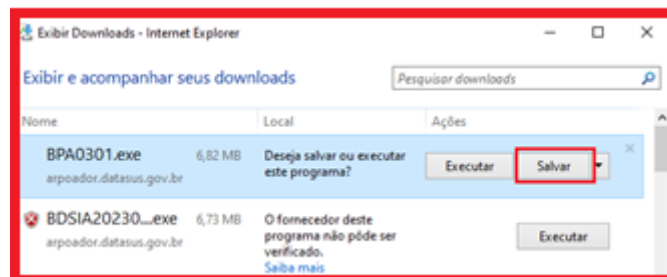 Exibir Downloads - Internet Explorer
Exibir e acompanhar seus downloads
Pesquisar downloads
Nome
Local
Ações
BPA0301.exe
6,82 MB
Deseja salvar ou executar
este programa?
Executar
Salvar
arpoador.datasus.gov.br
BDSIA20230....exe
6,73 MB
O fornecedor deste
programa não pôde ser
verificado.
Saiba mais
Executar
arpoador.datasus.gov.br